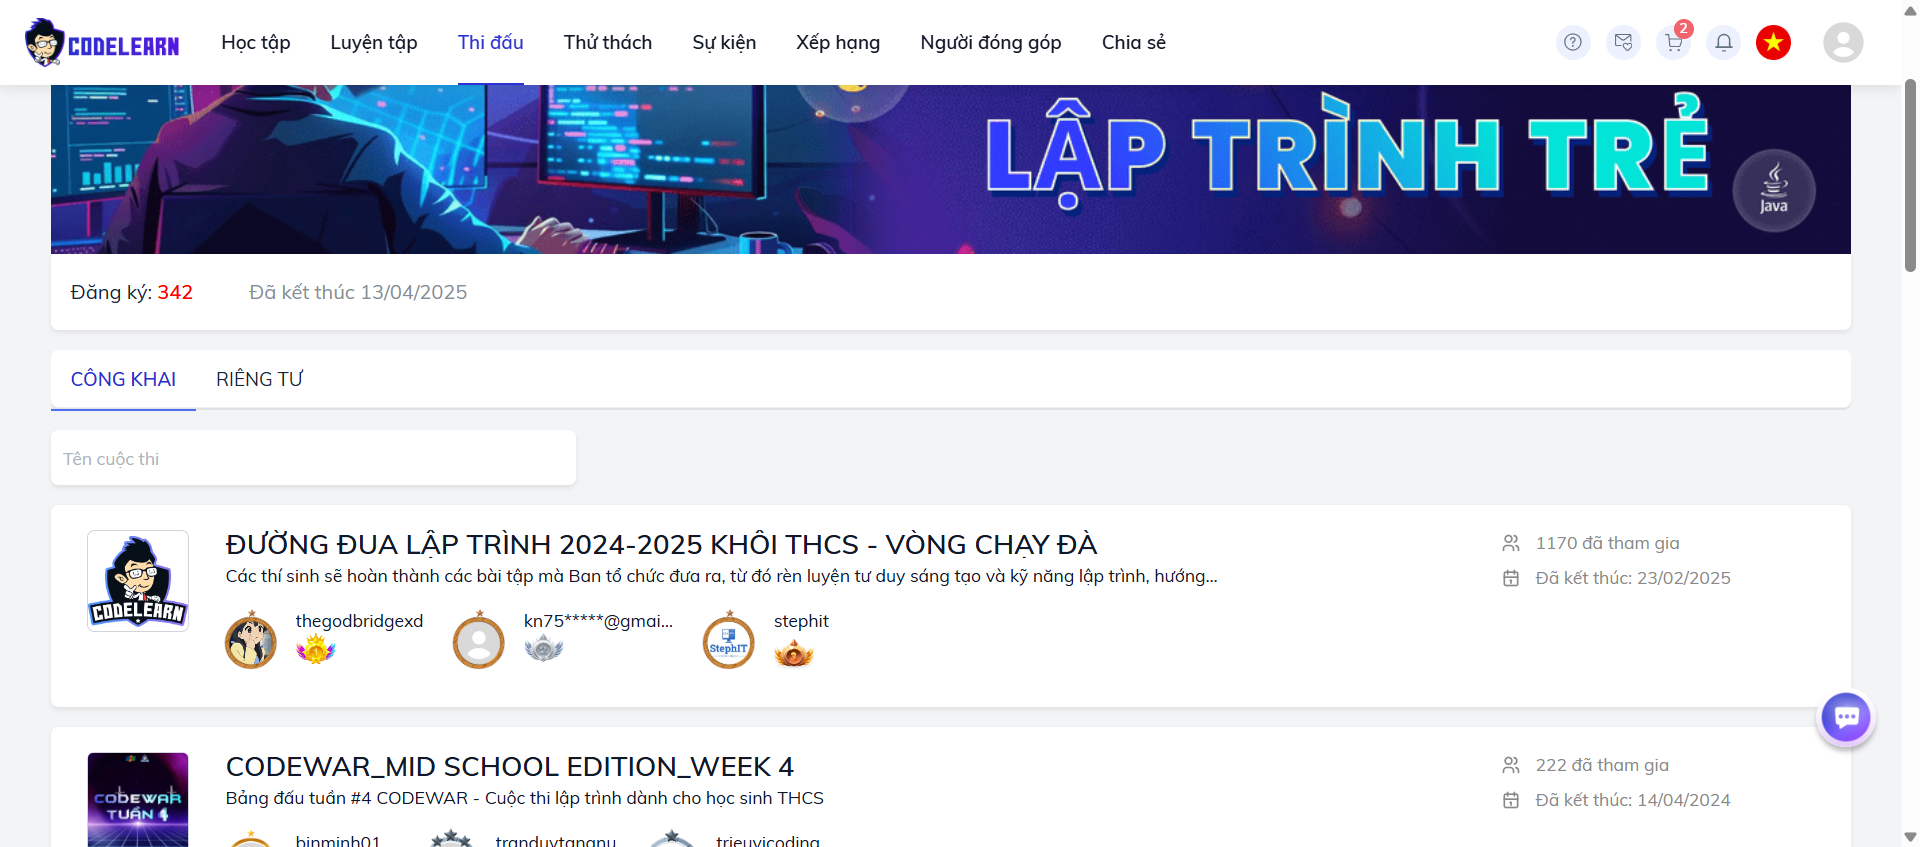 CODELEARN
Học tập
Luyện tập
Thi đấu
Thử thách
Sự kiện
Xếp hạng
Người đóng góp
Chia sẻ
2
LẬP TRÌNH TRẺ
Java
Đăng ký: 342
Đã kết thúc 13/04/2025
CÔNG KHAI
RIÊNG TƯ
Tên cuộc thi
CODELEARN
ĐƯỜNG ĐUA LẬP TRÌNH 2024-2025 KHỐI THCS - VÒNG CHẠY ĐÀ
Các thí sinh sẽ hoàn thành các bài tập mà Ban tổ chức đưa ra, từ đó rèn luyện tư duy sáng tạo và kỹ năng lập trình, hướng...
thegodbridgexd
kn75*****@gmai...
StephIT
stephit
1170 đã tham gia
Đã kết thúc: 23/02/2025
CODEWAR
TUẦN 4
CODEWAR_MID SCHOOL EDITION_WEEK 4
Bảng đấu tuần #4 CODEWAR - Cuộc thi lập trình dành cho học sinh THCS
binminh01
tranduytanqnu
trieuvicoding
222 đã tham gia
Đã kết thúc: 14/04/2024